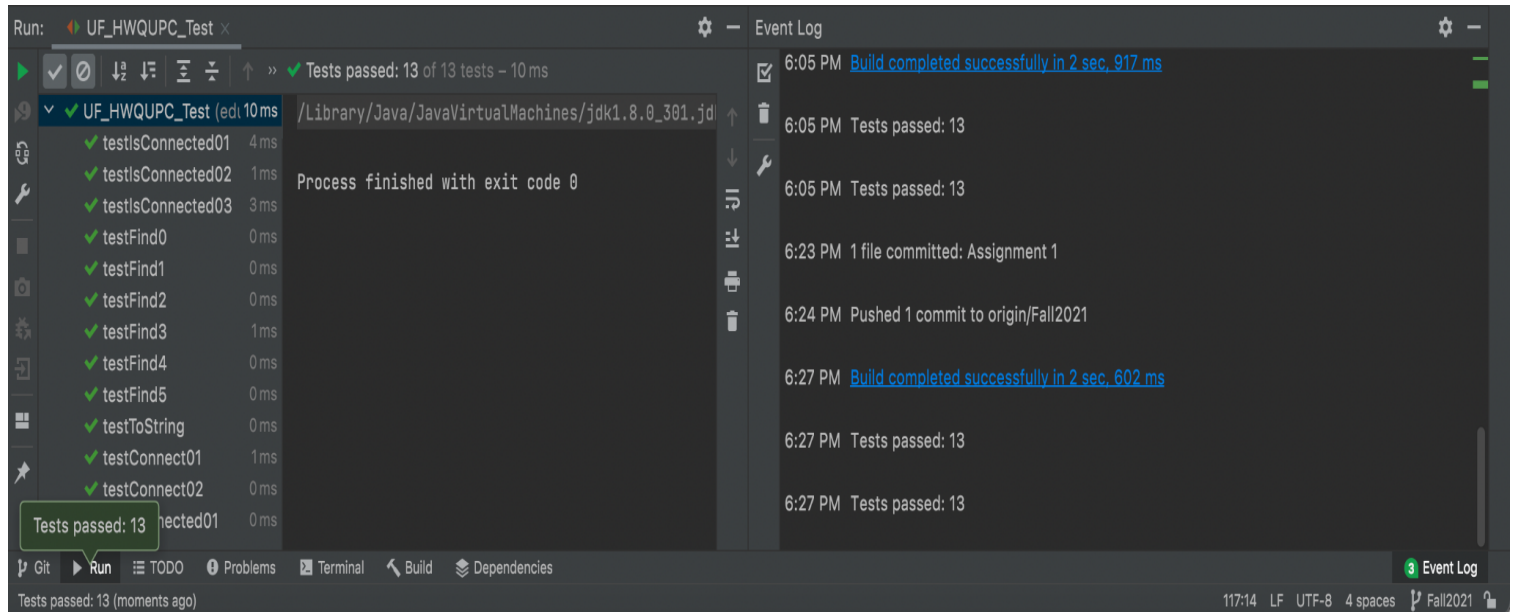 Run: UF_HWQUPC_Test
Tests passed: 13 of 13 tests – 10 ms
UF_HWQUPC_Test (edu 10 ms
testIsConnected01 4 ms
testIsConnected02 1 ms
testIsConnected03 3 ms
testFind0 0 ms
testFind1 0 ms
testFind2 0 ms
testFind3 1 ms
testFind4 0 ms
testFind5 0 ms
testToString 0 ms
testConnect01 1 ms
testConnect02 0 ms
nected01 0 ms
Tests passed: 13
/Library/Java/JavaVirtualMachines/jdk1.8.0_301.jd
Process finished with exit code 0
Event Log
6:05 PM Build completed successfully in 2 sec, 917 ms
6:05 PM Tests passed: 13
6:05 PM Tests passed: 13
6:23 PM 1 file committed: Assignment 1
6:24 PM Pushed 1 commit to origin/Fall2021
6:27 PM Build completed successfully in 2 sec, 602 ms
6:27 PM Tests passed: 13
6:27 PM Tests passed: 13
Git Run TODO Problems Terminal Build Dependencies 3 Event Log
Tests passed: 13 (moments ago) 117:14 LF UTF-8 4 spaces Fall2021